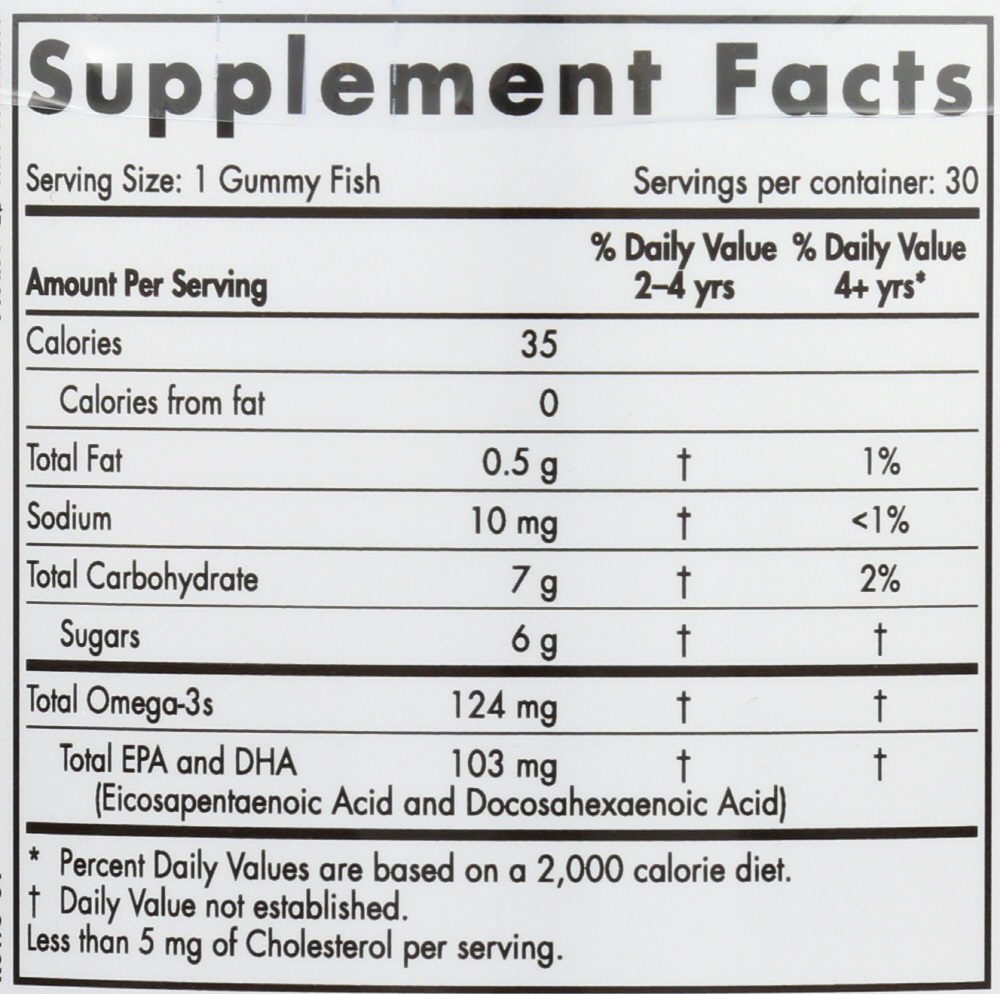 Supplement Facts
Serving Size: 1 Gummy Fish Servings per container: 30
% Daily Value % Daily Value
Amount Per Serving 2–4 yrs 4+ yrs*
Calories 35
Calories from fat 0
Total Fat 0.5 g † 1%
Sodium 10 mg † <1%
Total Carbohydrate 7 g † 2%
Sugars 6 g † †
Total Omega-3s 124 mg † †
Total EPA and DHA 103 mg † †
(Eicosapentaenoic Acid and Docosahexaenoic Acid)
* Percent Daily Values are based on a 2,000 calorie diet.
† Daily Value not established.
Less than 5 mg of Cholesterol per serving.